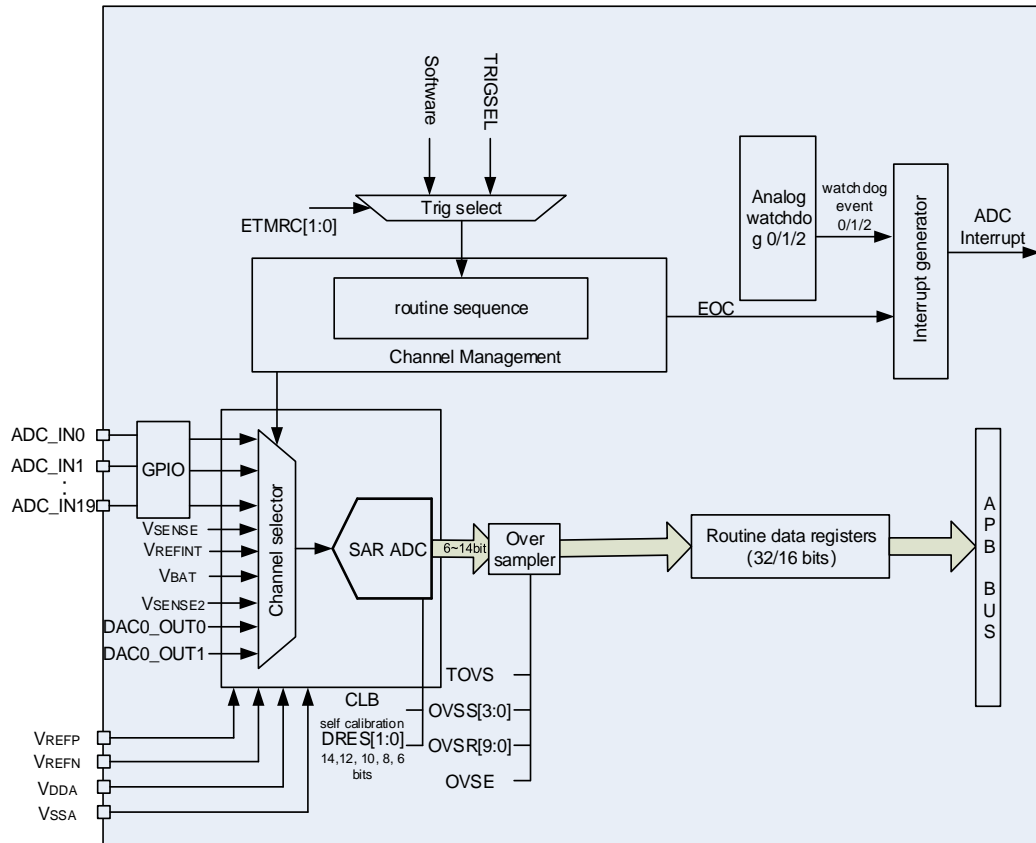 Software
TRIGSEL
Trig select
ETMRC[1:0]
routine sequence
Channel Management
EOC
Analog
watchdo
g 0/1/2
watchdog
event
0/1/2
Interrupt generator
ADC
Interrupt
ADC_IN0
ADC_IN1
⋮
ADC_IN19
GPIO
VSENSE
VREFINT
VBAT
VSENSE2
DAC0_OUT0
DAC0_OUT1
Channel selector
SAR ADC
6~14bit
Over
sampler
Routine data registers
(32/16 bits)
APB BUS
CLB
self calibration
DRES[1:0]
14,12, 10, 8, 6
bits
TOVS
OVSS[3:0]
OVSR[9:0]
OVSE
VREFP
VREFN
VDDA
VSSA